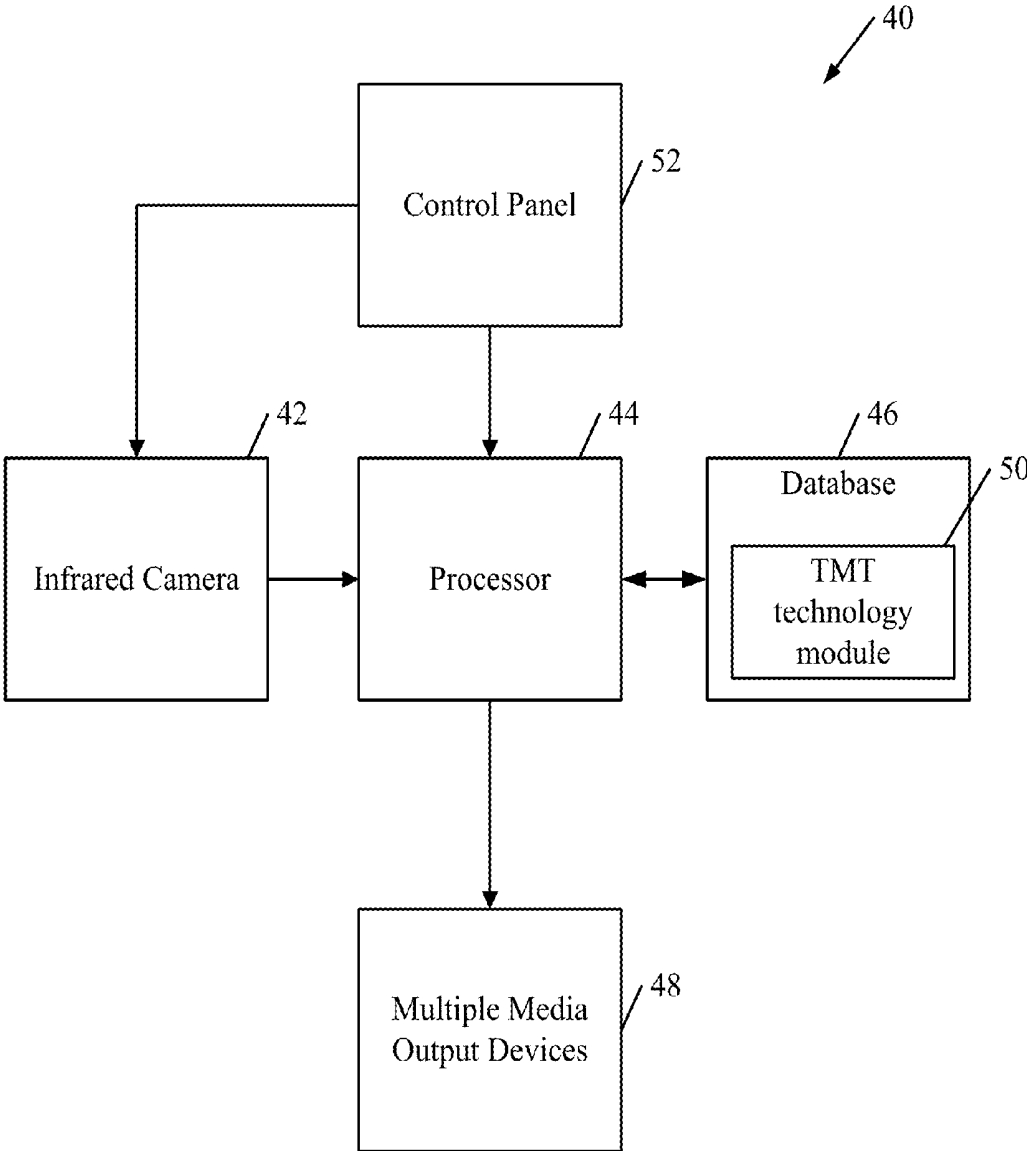 40
52
Control Panel
42
44
46
Database
50
Infrared Camera
Processor
TMT
technology
module
48
Multiple Media
Output Devices